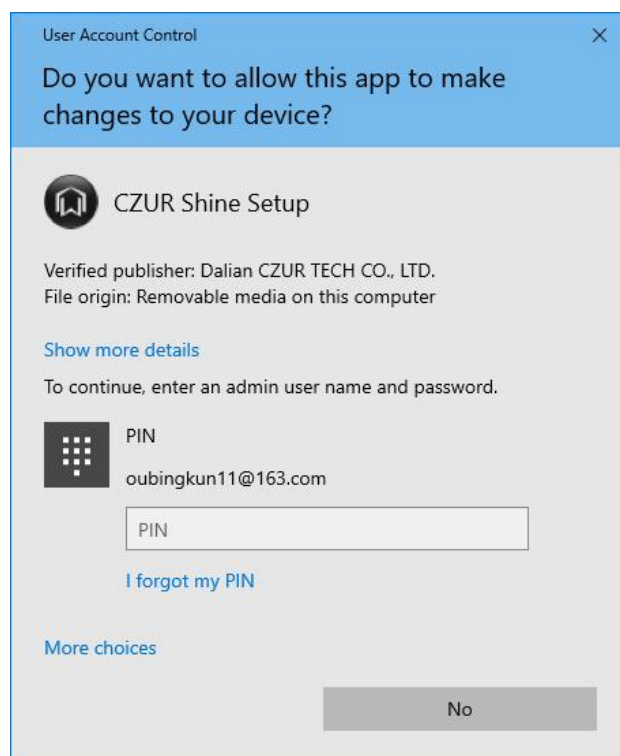 User Account Control
Do you want to allow this app to make
changes to your device?
CZUR Shine Setup
Verified publisher: Dalian CZUR TECH CO., LTD.
File origin: Removable media on this computer
Show more details
To continue, enter an admin user name and password.
PIN
oubingkun11@163.com
PIN
I forgot my PIN
More choices
No